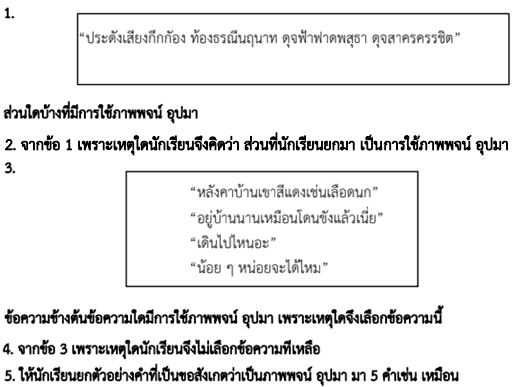 1.
“ประดังเสียงกึกก้อง ท้องธรณีนฤนาท ดุจฟ้าฟาดพสุธา ดุจสาครครรชิต”
ส่วนใดบ้างที่มีการใช้ภาพพจน์ อุปมา
2. จากข้อ 1 เพราะเหตุใดนักเรียนจึงคิดว่า ส่วนที่นักเรียนยกมา เป็นการใช้ภาพพจน์ อุปมา
3.
“หลังคาบ้านเขาสีแดงเช่นเลือดนก”
“อยู่บ้านนานเหมือนโดนขังแล้วเนี่ย”
“เดินไปไหนอะ”
“น้อย ๆ หน่อยจะได้ไหม”
ข้อความข้างต้นข้อความใดมีการใช้ภาพพจน์ อุปมา เพราะเหตุใดจึงเลือกข้อความนี้
4. จากข้อ 3 เพราะเหตุใดนักเรียนจึงไม่เลือกข้อความที่เหลือ
5. ให้นักเรียนยกตัวอย่างคำที่เป็นขอสังเกตว่าเป็นภาพพจน์ อุปมา มา 5 คำเช่น เหมือน